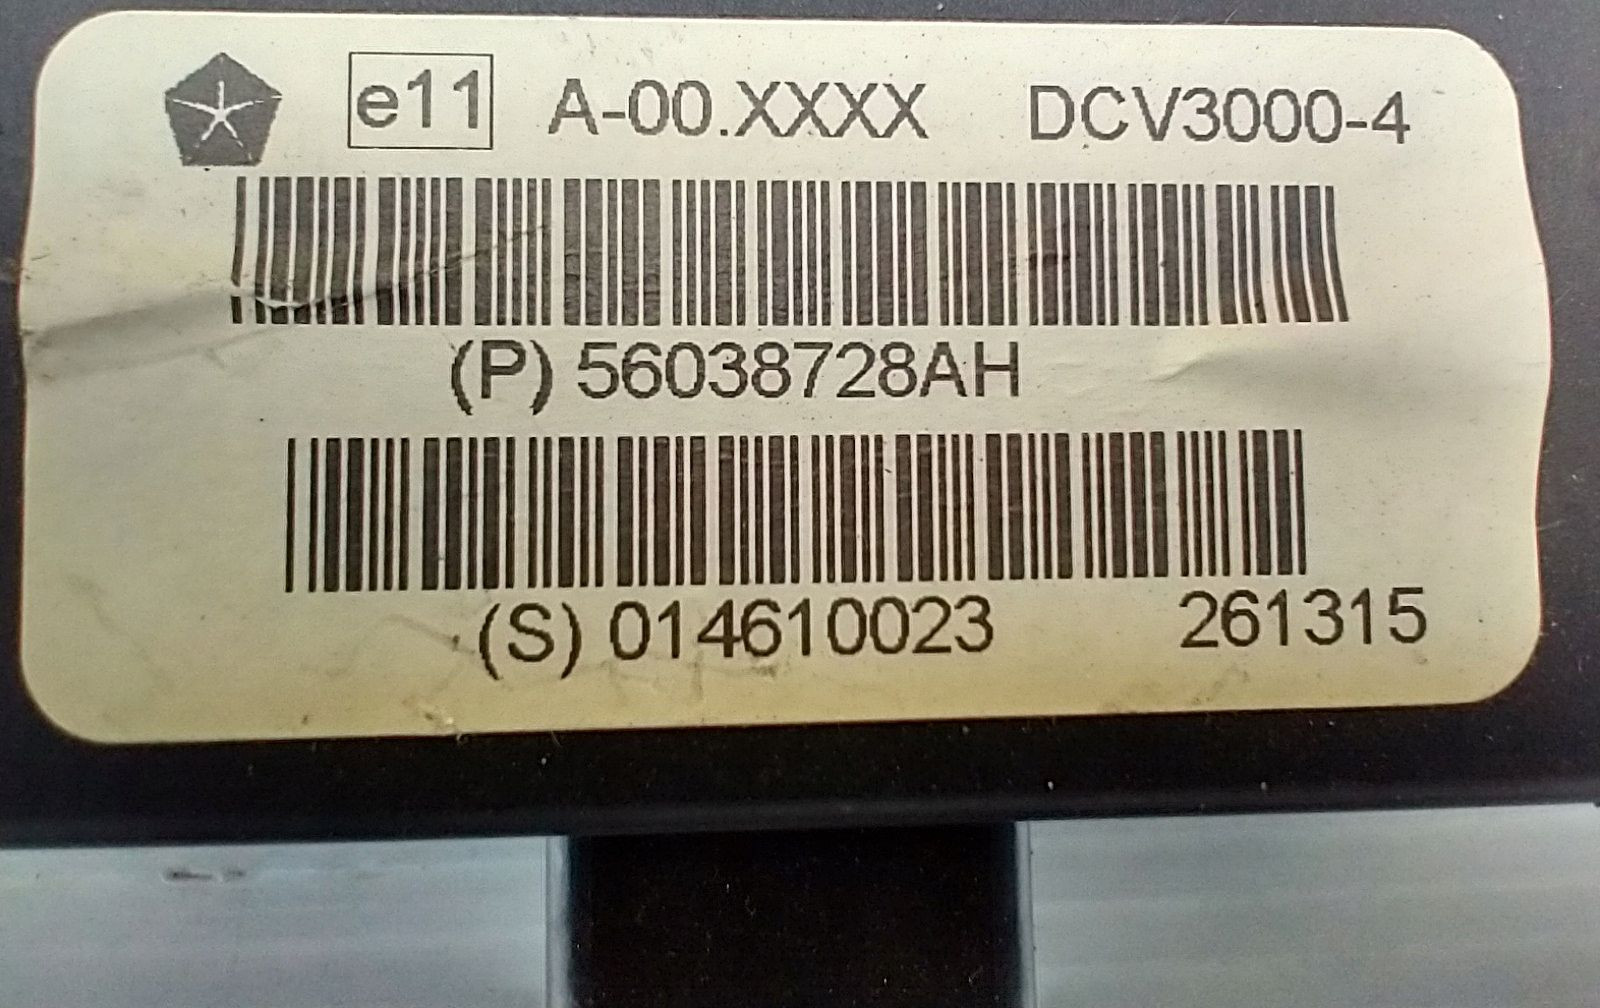 e11 A-00.XXXX DCV3000-4
(P) 56038728AH
(S) 014610023 261315